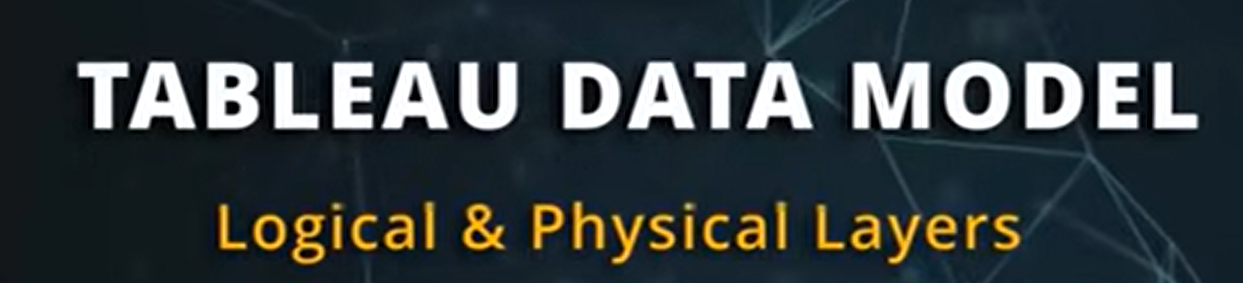 TABLEAU DATA MODEL
Logical & Physical Layers